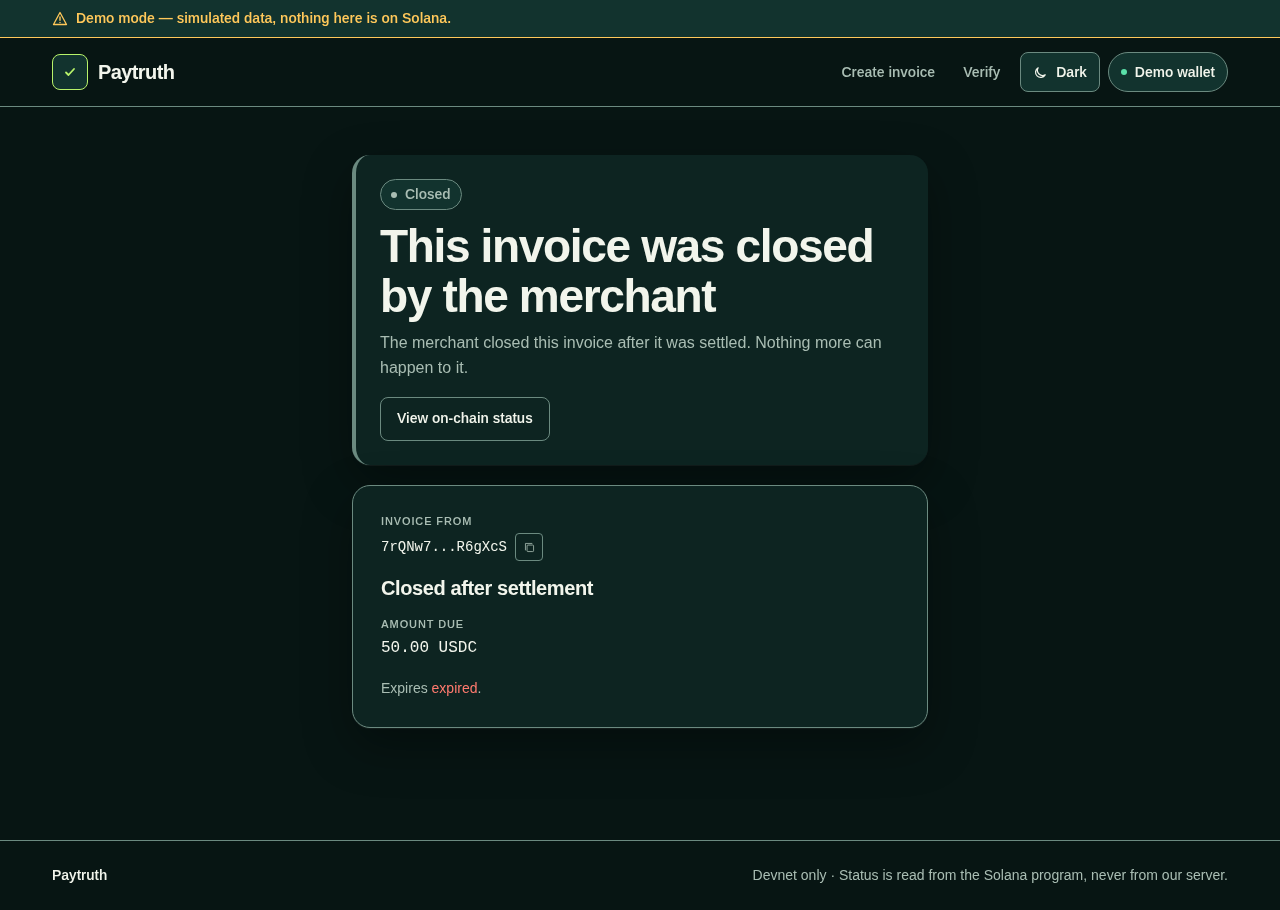 Demo mode — simulated data, nothing here is on Solana.
Paytruth
Create invoice
Verify
Dark
Demo wallet
Closed
This invoice was closed
by the merchant
The merchant closed this invoice after it was settled. Nothing more can
happen to it.
View on-chain status
INVOICE FROM
7rQNw7...R6gXcS
Closed after settlement
AMOUNT DUE
50.00 USDC
Expires expired.
Paytruth
Devnet only · Status is read from the Solana program, never from our server.